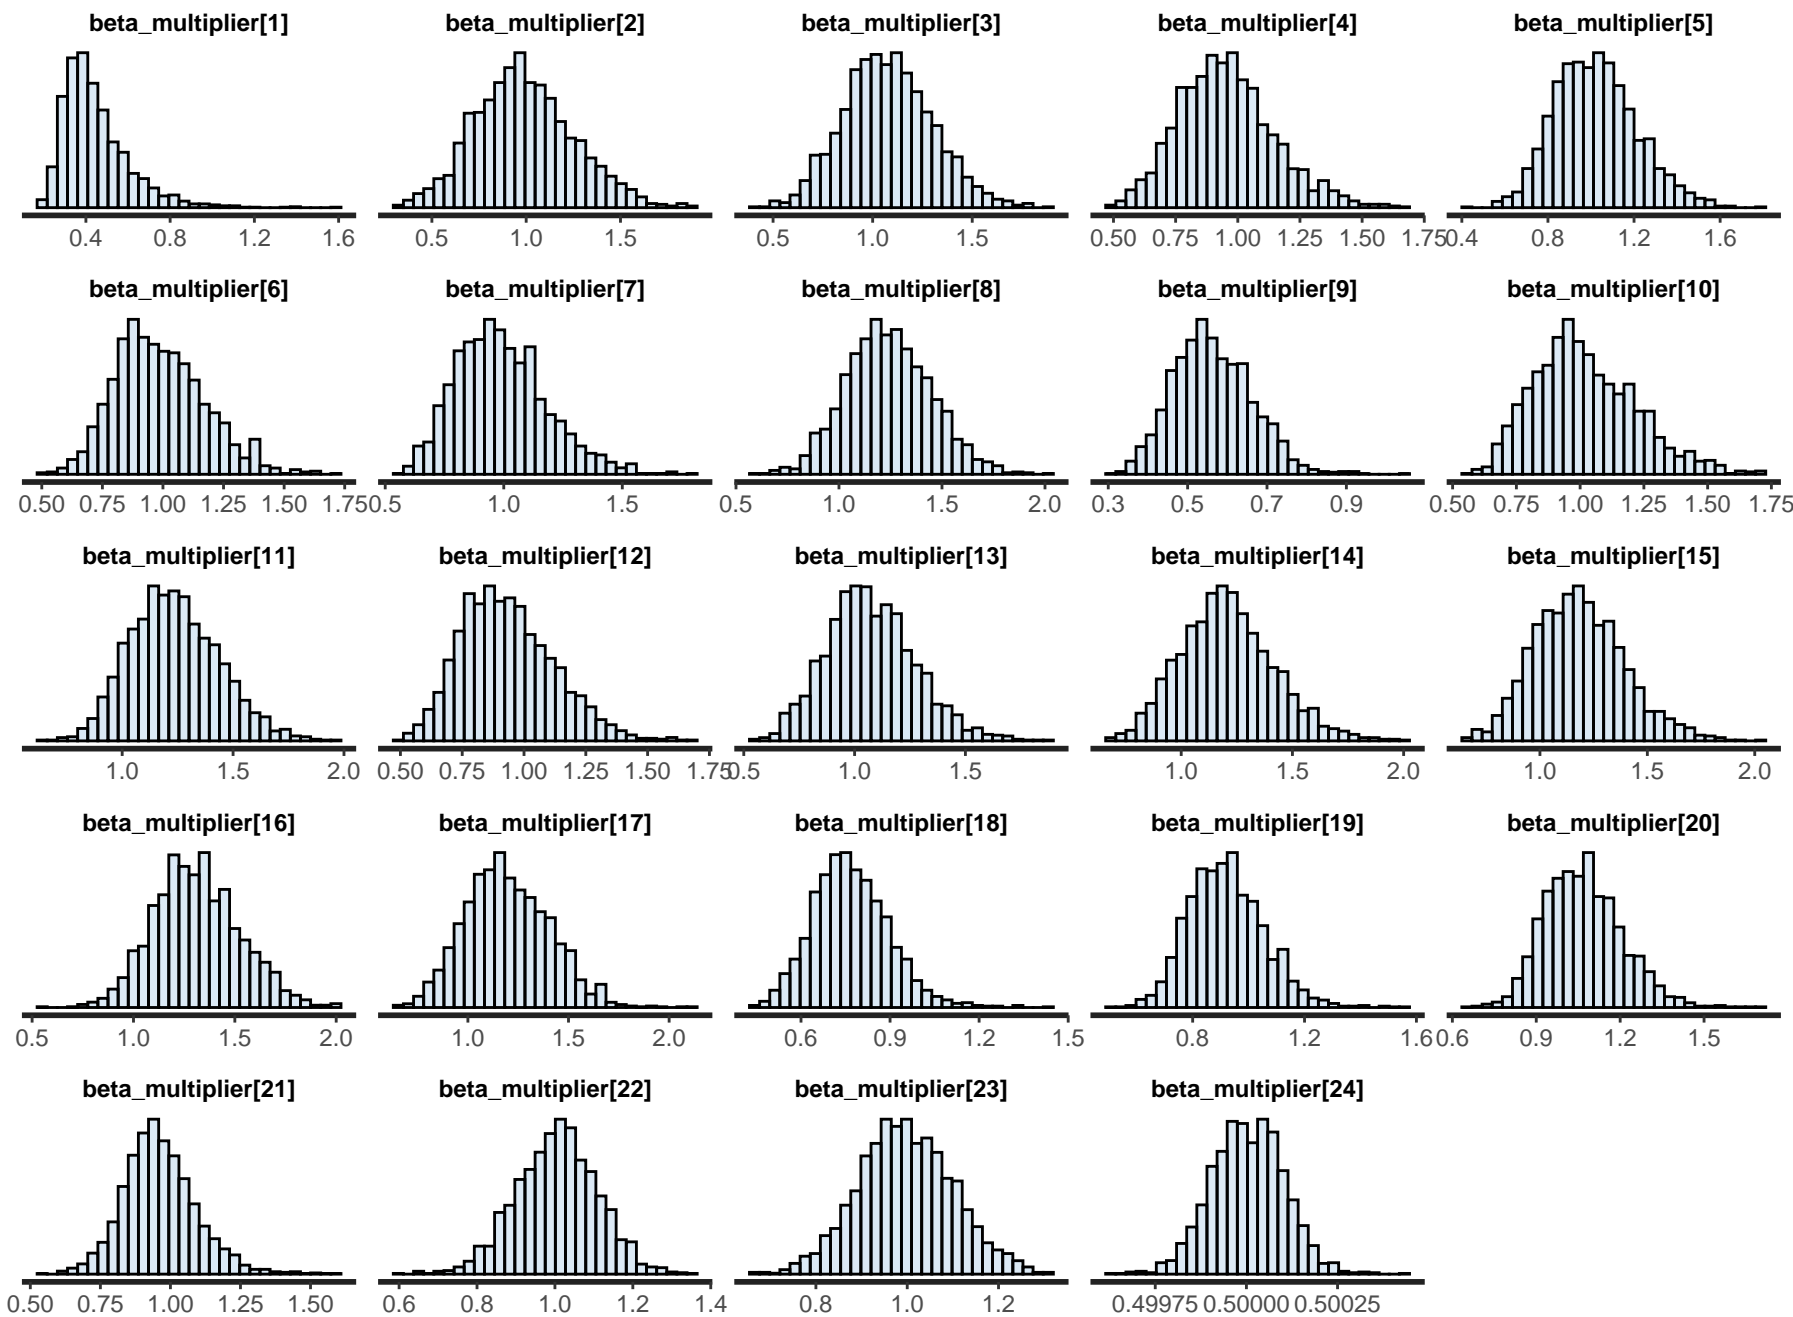 beta_multiplier[1] beta_multiplier[2] beta_multiplier[3] beta_multiplier[4] beta_multiplier[5]
0.4 0.8 1.2 1.6 0.5 1.0 1.5 0.5 1.0 1.5 0.50 0.75 1.00 1.25 1.50 1.75 0.4 0.8 1.2 1.6
beta_multiplier[6] beta_multiplier[7] beta_multiplier[8] beta_multiplier[9] beta_multiplier[10]
0.50 0.75 1.00 1.25 1.50 1.75 0.5 1.0 1.5 0.5 1.0 1.5 2.0 0.3 0.5 0.7 0.9 0.50 0.75 1.00 1.25 1.50 1.75
beta_multiplier[11] beta_multiplier[12] beta_multiplier[13] beta_multiplier[14] beta_multiplier[15]
1.0 1.5 2.0 0.50 0.75 1.00 1.25 1.50 1.75 0.5 1.0 1.5 1.0 1.5 2.0 1.0 1.5 2.0
beta_multiplier[16] beta_multiplier[17] beta_multiplier[18] beta_multiplier[19] beta_multiplier[20]
0.5 1.0 1.5 2.0 1.0 1.5 2.0 0.6 0.9 1.2 1.5 0.8 1.2 1.6 0.6 0.9 1.2 1.5
beta_multiplier[21] beta_multiplier[22] beta_multiplier[23] beta_multiplier[24]
0.50 0.75 1.00 1.25 1.50 0.6 0.8 1.0 1.2 1.4 0.8 1.0 1.2 0.49975 0.50000 0.50025